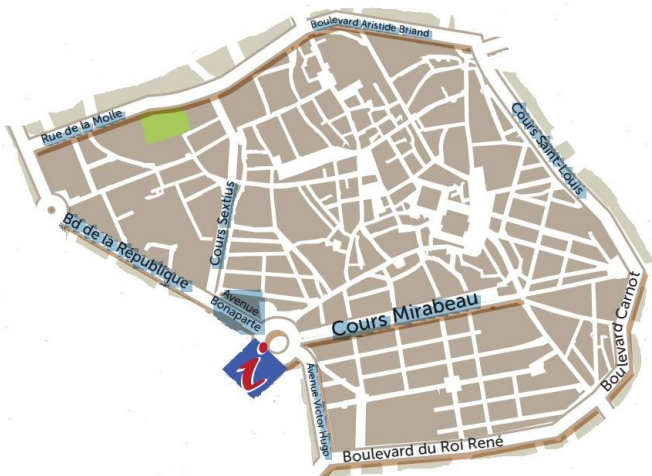 Boulevard Aristide Briand
Rue de la Molle
Cours Saint-Louis
Cours Sextius
Bd de la République
Avenue
Bonaparte
Cours Mirabeau
Boulevard Carnot
i
Avenue Victor Hugo
Boulevard du Roi René